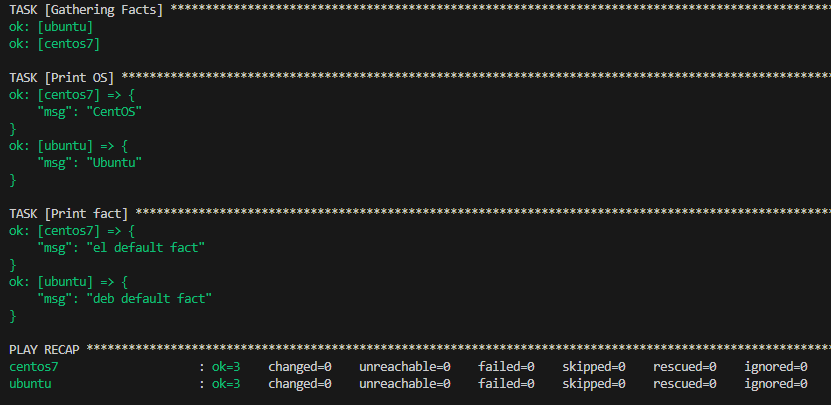 TASK [Gathering Facts] **********************************************************************************************
ok: [ubuntu]
ok: [centos7]
TASK [Print OS] *****************************************************************************************************
ok: [centos7] => {
    "msg": "CentOS"
}
ok: [ubuntu] => {
    "msg": "Ubuntu"
}
TASK [Print fact] ***************************************************************************************************
ok: [centos7] => {
    "msg": "el default fact"
}
ok: [ubuntu] => {
    "msg": "deb default fact"
}
PLAY RECAP **********************************************************************************************************
centos7                    : ok=3    changed=0    unreachable=0    failed=0    skipped=0    rescued=0    ignored=0
ubuntu                     : ok=3    changed=0    unreachable=0    failed=0    skipped=0    rescued=0    ignored=0